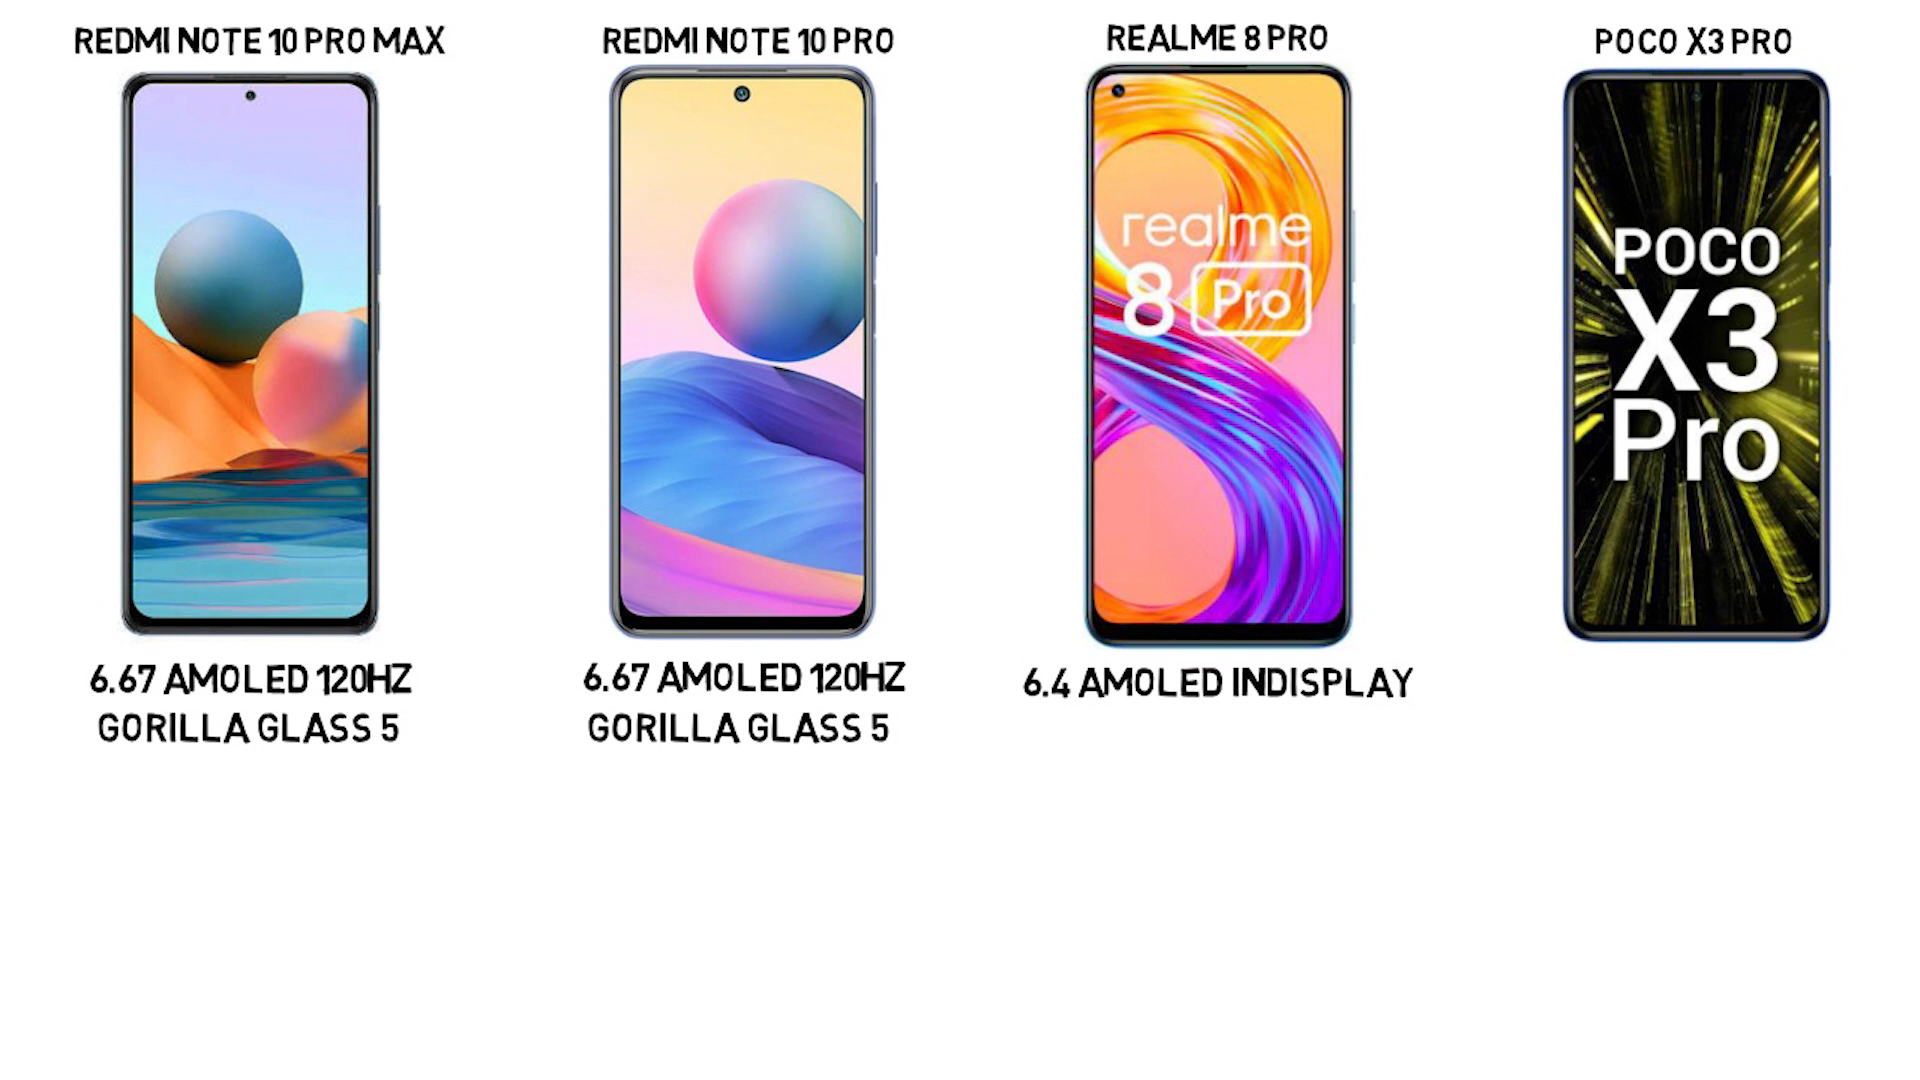 REDMI NOTE 10 PRO MAX
6.67 AMOLED 120HZ
GORILLA GLASS 5
REDMI NOTE 10 PRO
6.67 AMOLED 120HZ
GORILLA GLASS 5
REALME 8 PRO
realme
8 Pro
6.4 AMOLED INDISPLAY
POCO X3 PRO
POCO
X3
Pro